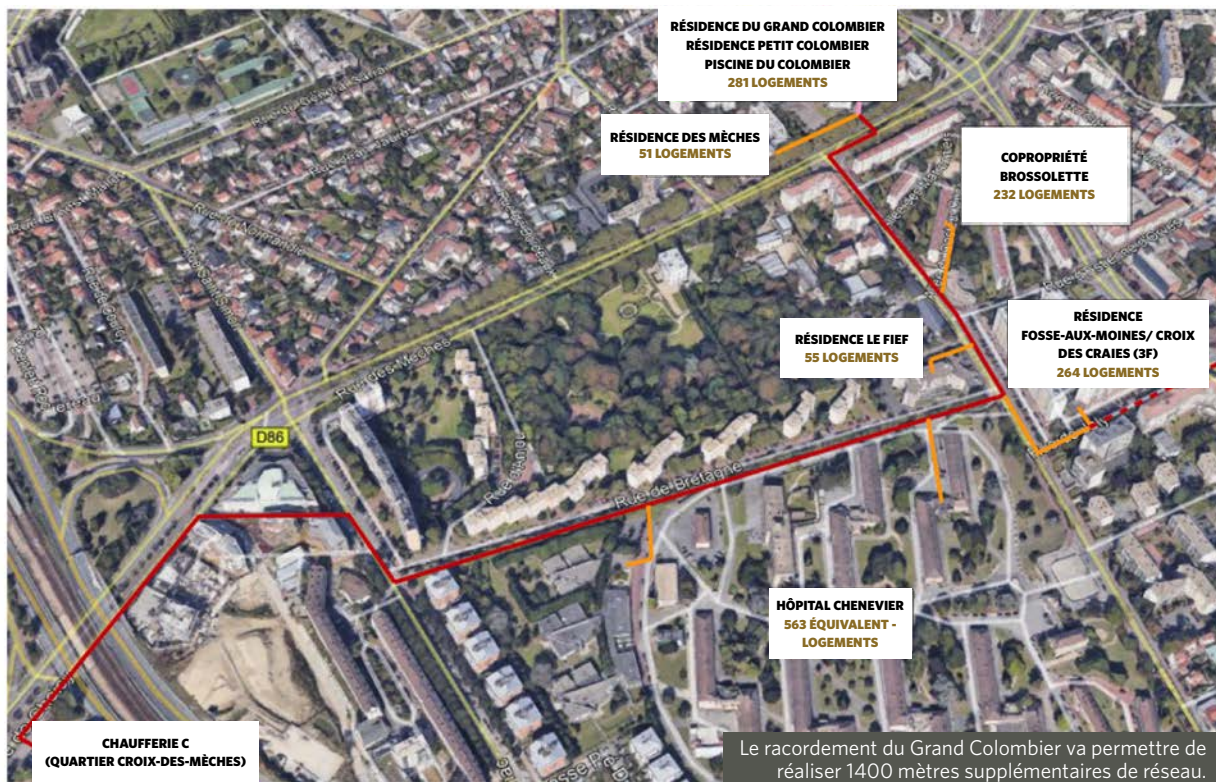 RÉSIDENCE DU GRAND COLOMBIER
RÉSIDENCE PETIT COLOMBIER
PISCINE DU COLOMBIER
281 LOGEMENTS
RÉSIDENCE DES MÈCHES
51 LOGEMENTS
COPROPRIÉTÉ
BROSSOLETTE
232 LOGEMENTS
RÉSIDENCE LE FIEF
55 LOGEMENTS
RÉSIDENCE
FOSSE-AUX-MOINES/ CROIX
DES CRAIES (3F)
264 LOGEMENTS
Rue des Mèches
D86
Rue de Bretagne
HÔPITAL CHENEVIER
563 ÉQUIVALENT -
LOGEMENTS
CHAUFFERIE C
(QUARTIER CROIX-DES-MÈCHES)
Le racordement du Grand Colombier va permettre de
réaliser 1400 mètres supplémentaires de réseau.